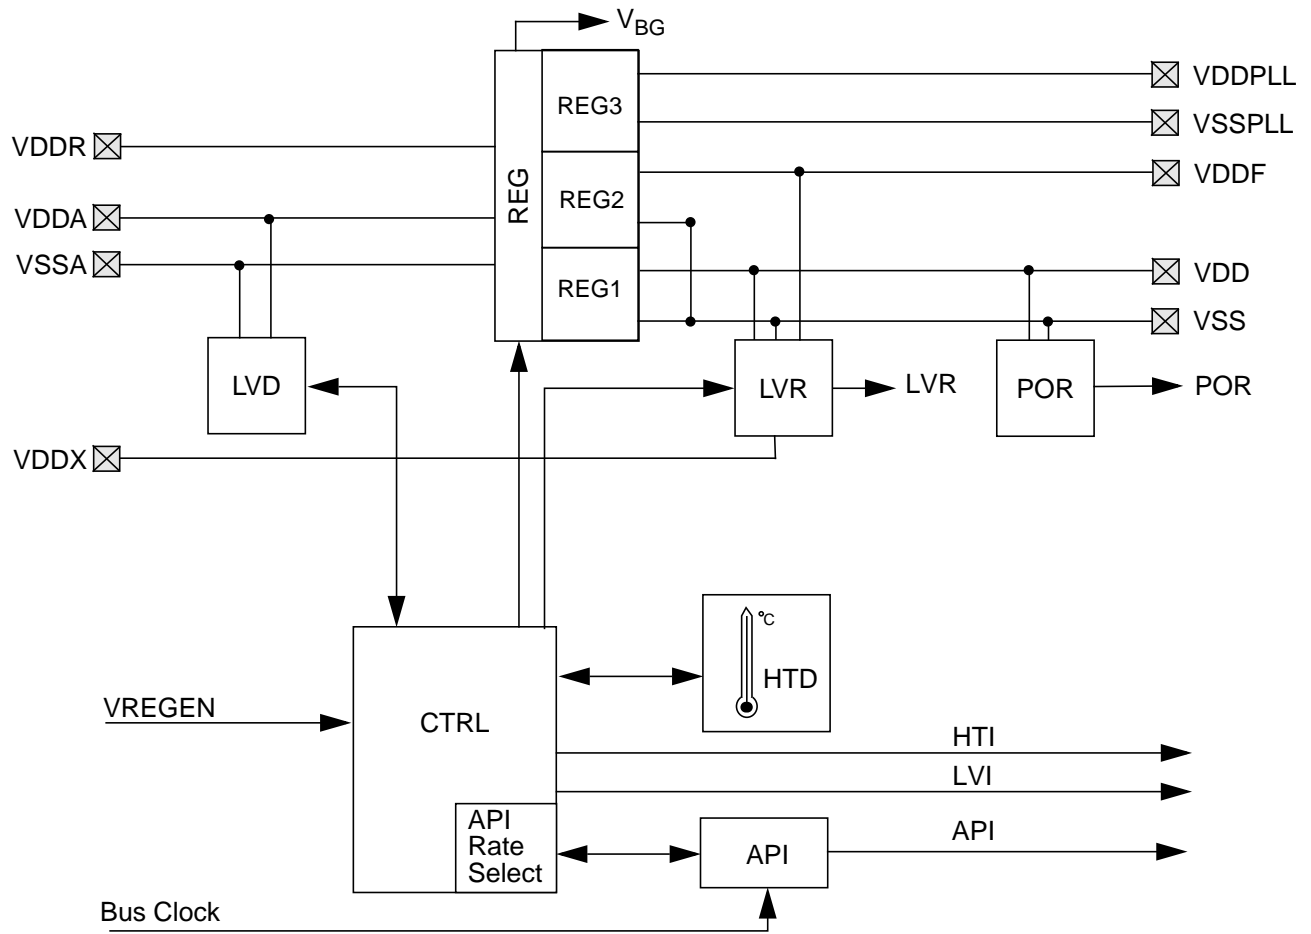 VBG
VDDPLL
REG3
VSSPLL
VDDR
VDDF
REG
REG2
VDDA
VSSA
VDD
REG1
VSS
LVD
LVR
LVR
POR
POR
VDDX
°C
HTD
VREGEN
CTRL
HTI
LVI
API
Rate
Select
API
API
Bus Clock